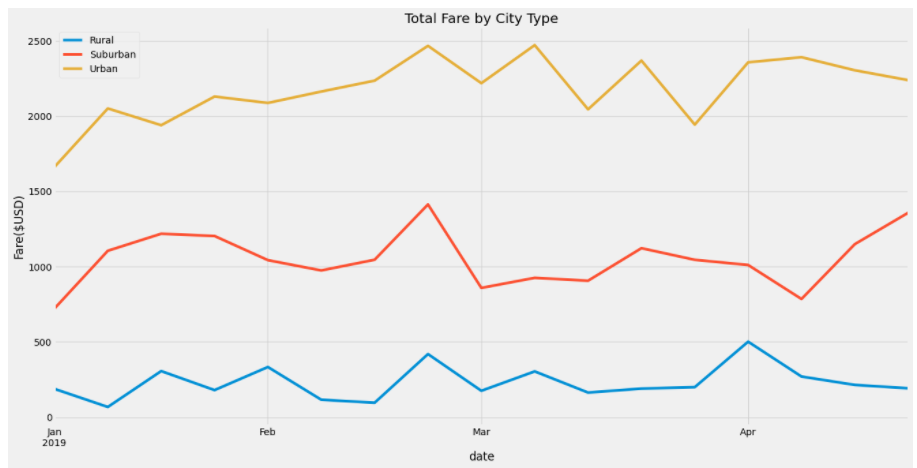 Total Fare by City Type
Rural
Suburban
Urban
Fare($USD)
2500
2000
1500
1000
500
0
Jan
2019
Feb
Mar
Apr
date